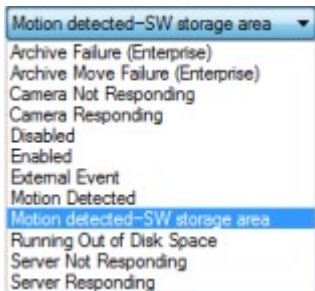 Motion detected-SW storage area
Archive Failure (Enterprise)
Archive Move Failure (Enterprise)
Camera Not Responding
Camera Responding
Disabled
Enabled
External Event
Motion Detected
Motion detected-SW storage area
Running Out of Disk Space
Server Not Responding
Server Responding